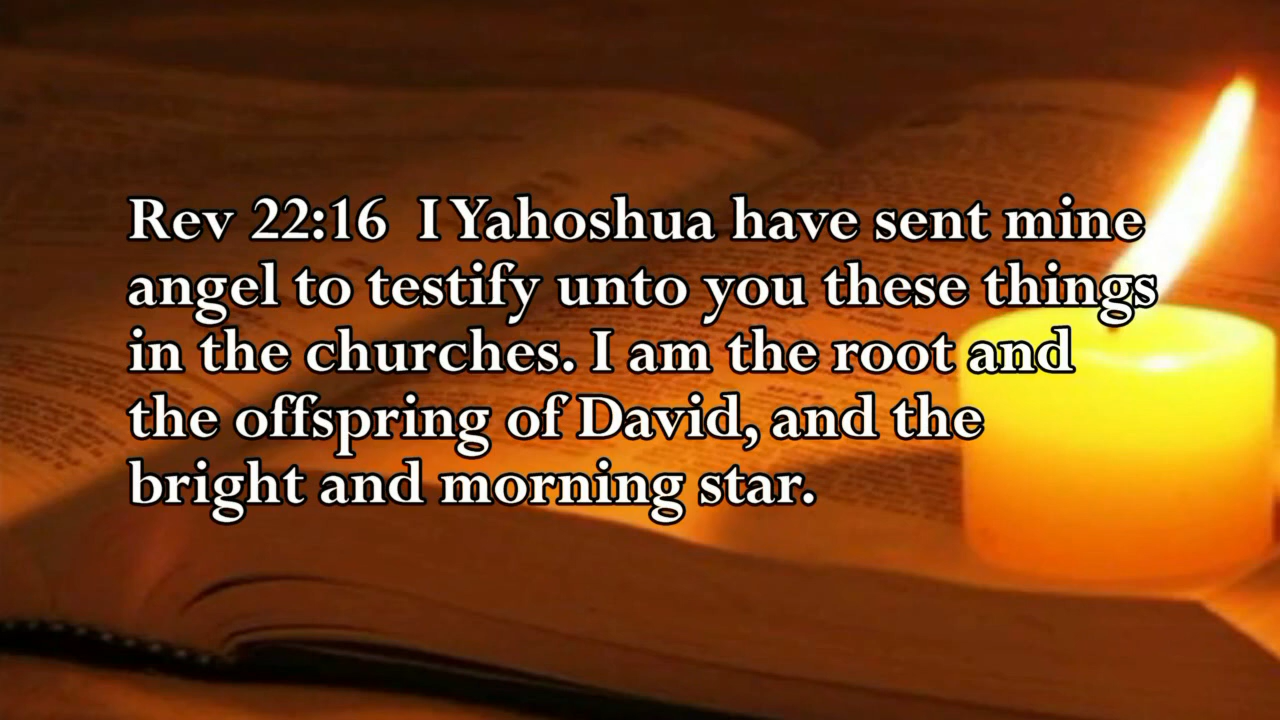 Rev 22:16  I Yahoshua have sent mine
angel to testify unto you these things
in the churches. I am the root and
the offspring of David, and the
bright and morning star.